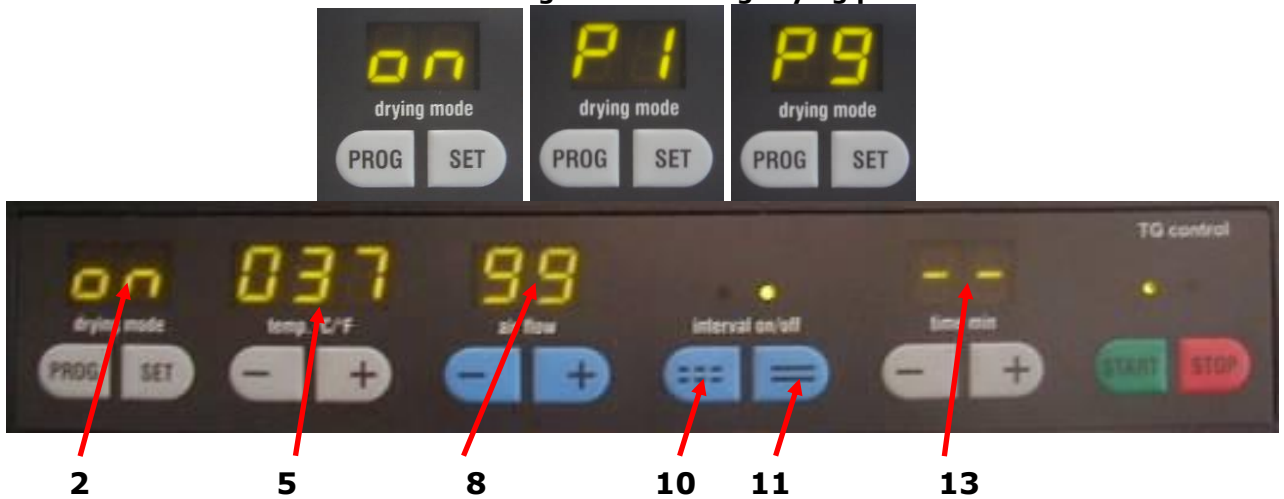 on P1 P9
drying mode drying mode drying mode
PROG SET PROG SET PROG SET
TG control
on 037 99 - -
drying mode temp. °C/°F air flow interval on/off time min
PROG SET - + - + - + START STOP
2 5 8 10 11 13